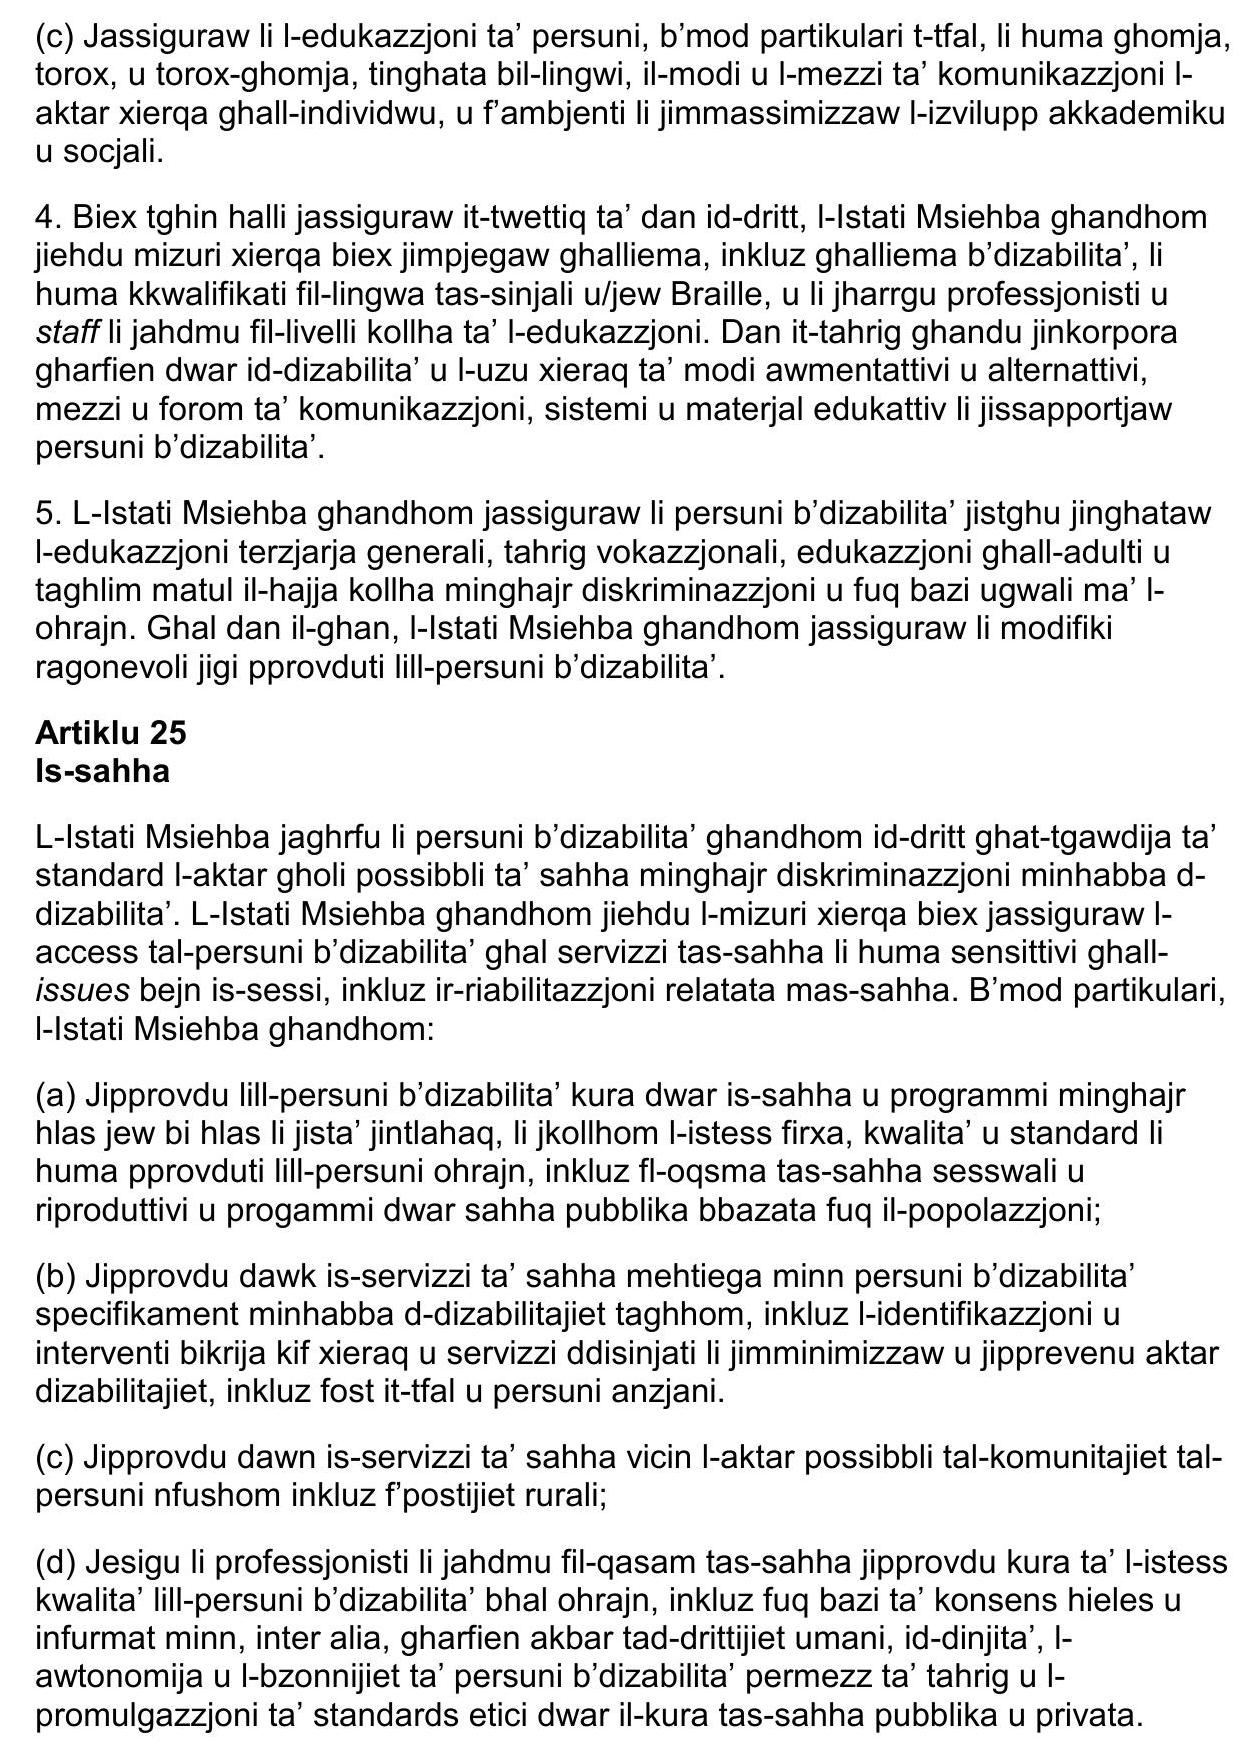 (c) Jassiguraw li l-edukazzjoni ta’ persuni, b’mod partikulari t-tfal, li huma ghomja,
torox, u torox-ghomja, tinghata bil-lingwi, il-modi u l-mezzi ta’ komunikazzjoni l-
aktar xierqa ghall-individwu, u f’ambjenti li jimmassimizzaw l-izvilupp akkademiku
u socjali.
4. Biex tghin halli jassiguraw it-twettiq ta’ dan id-dritt, l-Istati Msiehba ghandhom
jiehdu mizuri xierqa biex jimpjegaw ghalliema, inkluz ghalliema b’dizabilita’, li
huma kkwalifikati fil-lingwa tas-sinjali u/jew Braille, u li jharrgu professjonisti u
staff li jahdmu fil-livelli kollha ta’ l-edukazzjoni. Dan it-tahrig ghandu jinkorpora
gharfien dwar id-dizabilita’ u l-uzu xieraq ta’ modi awmentattivi u alternattivi,
mezzi u forom ta’ komunikazzjoni, sistemi u materjal edukattiv li jissapportjaw
persuni b’dizabilita’.
5. L-Istati Msiehba ghandhom jassiguraw li persuni b’dizabilita’ jistghu jinghataw
l-edukazzjoni terzjarja generali, tahrig vokazzjonali, edukazzjoni ghall-adulti u
taghlim matul il-hajja kollha minghajr diskriminazzjoni u fuq bazi ugwali ma’ l-
ohrajn. Ghal dan il-ghan, l-Istati Msiehba ghandhom jassiguraw li modifiki
ragonevoli jigi pprovduti lill-persuni b’dizabilita’.
Artiklu 25
Is-sahha
L-Istati Msiehba jaghrfu li persuni b’dizabilita’ ghandhom id-dritt ghat-tgawdija ta’
standard l-aktar gholi possibbli ta’ sahha minghajr diskriminazzjoni minhabba d-
dizabilita’. L-Istati Msiehba ghandhom jiehdu l-mizuri xierqa biex jassiguraw l-
access tal-persuni b’dizabilita’ ghal servizzi tas-sahha li huma sensittivi ghall-
issues bejn is-sessi, inkluz ir-riabilitazzjoni relatata mas-sahha. B’mod partikulari,
l-Istati Msiehba ghandhom:
(a) Jipprovdu lill-persuni b’dizabilita’ kura dwar is-sahha u programmi minghajr
hlas jew bi hlas li jista’ jintlahaq, li jkollhom l-istess firxa, kwalita’ u standard li
huma pprovduti lill-persuni ohrajn, inkluz fl-oqsma tas-sahha sesswali u
riproduttivi u progammi dwar sahha pubblika bbazata fuq il-popolazzjoni;
(b) Jipprovdu dawk is-servizzi ta’ sahha mehtiega minn persuni b’dizabilita’
specifikament minhabba d-dizabilitajiet taghhom, inkluz l-identifikazzjoni u
interventi bikrija kif xieraq u servizzi ddisinjati li jimminimizzaw u jipprevenu aktar
dizabilitajiet, inkluz fost it-tfal u persuni anzjani.
(c) Jipprovdu dawn is-servizzi ta’ sahha vicin l-aktar possibbli tal-komunitajiet tal-
persuni nfushom inkluz f’postijiet rurali;
(d) Jesigu li professjonisti li jahdmu fil-qasam tas-sahha jipprovdu kura ta’ l-istess
kwalita’ lill-persuni b’dizabilita’ bhal ohrajn, inkluz fuq bazi ta’ konsens hieles u
infurmat minn, inter alia, gharfien akbar tad-drittijiet umani, id-dinjita’, l-
awtonomija u l-bzonnijiet ta’ persuni b’dizabilita’ permezz ta’ tahrig u l-
promulgazzjoni ta’ standards etici dwar il-kura tas-sahha pubblika u privata.